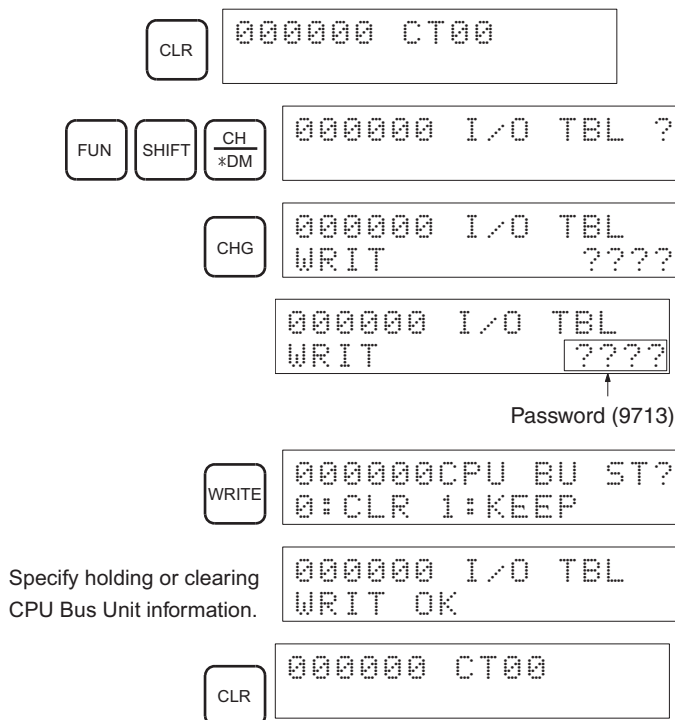 CLR
000000 CT00
FUN SHIFT CH
*DM
000000 I/O TBL ?
CHG
000000 I/O TBL
WRIT ????
000000 I/O TBL
WRIT ????
Password (9713)
WRITE
000000CPU BU ST?
0:CLR 1:KEEP
Specify holding or clearing
CPU Bus Unit information.
000000 I/O TBL
WRIT OK
CLR
000000 CT00